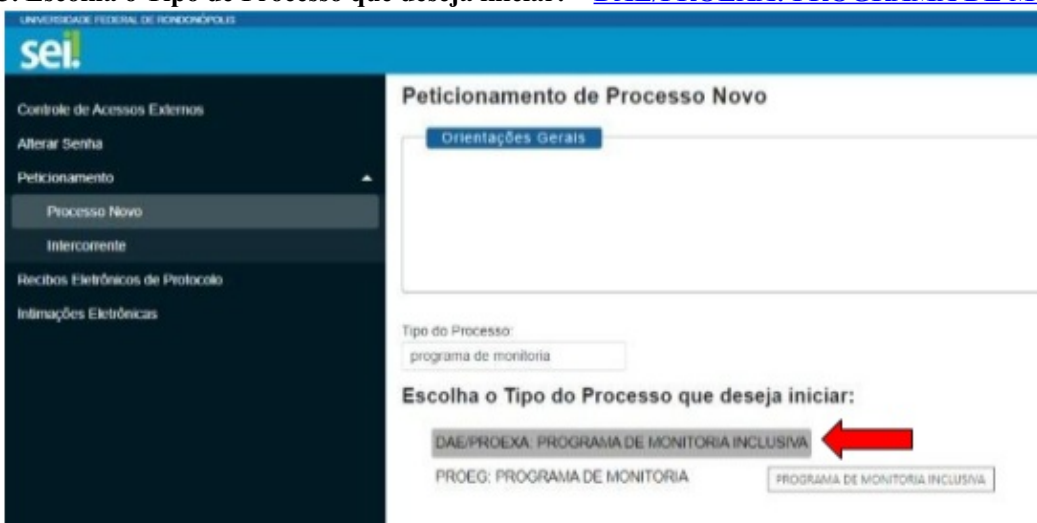 Escolha o Tipo de Processo que deseja iniciar:
UNIVERSIDADE FEDERAL DE RONDONÓPOLIS
sei!
Controle de Acessos Externos
Alterar Senha
Peticionamento
Processo Novo
Intercorrente
Recibos Eletrônicos de Protocolo
Intimações Eletrônicas
Peticionamento de Processo Novo
Orientações Gerais
Tipo do Processo:
programa de monitoria
Escolha o Tipo do Processo que deseja iniciar:
DAE/PROEXA: PROGRAMA DE MONITORIA INCLUSIVA
PROEG: PROGRAMA DE MONITORIA
PROGRAMA DE MONITORIA INCLUSIVA